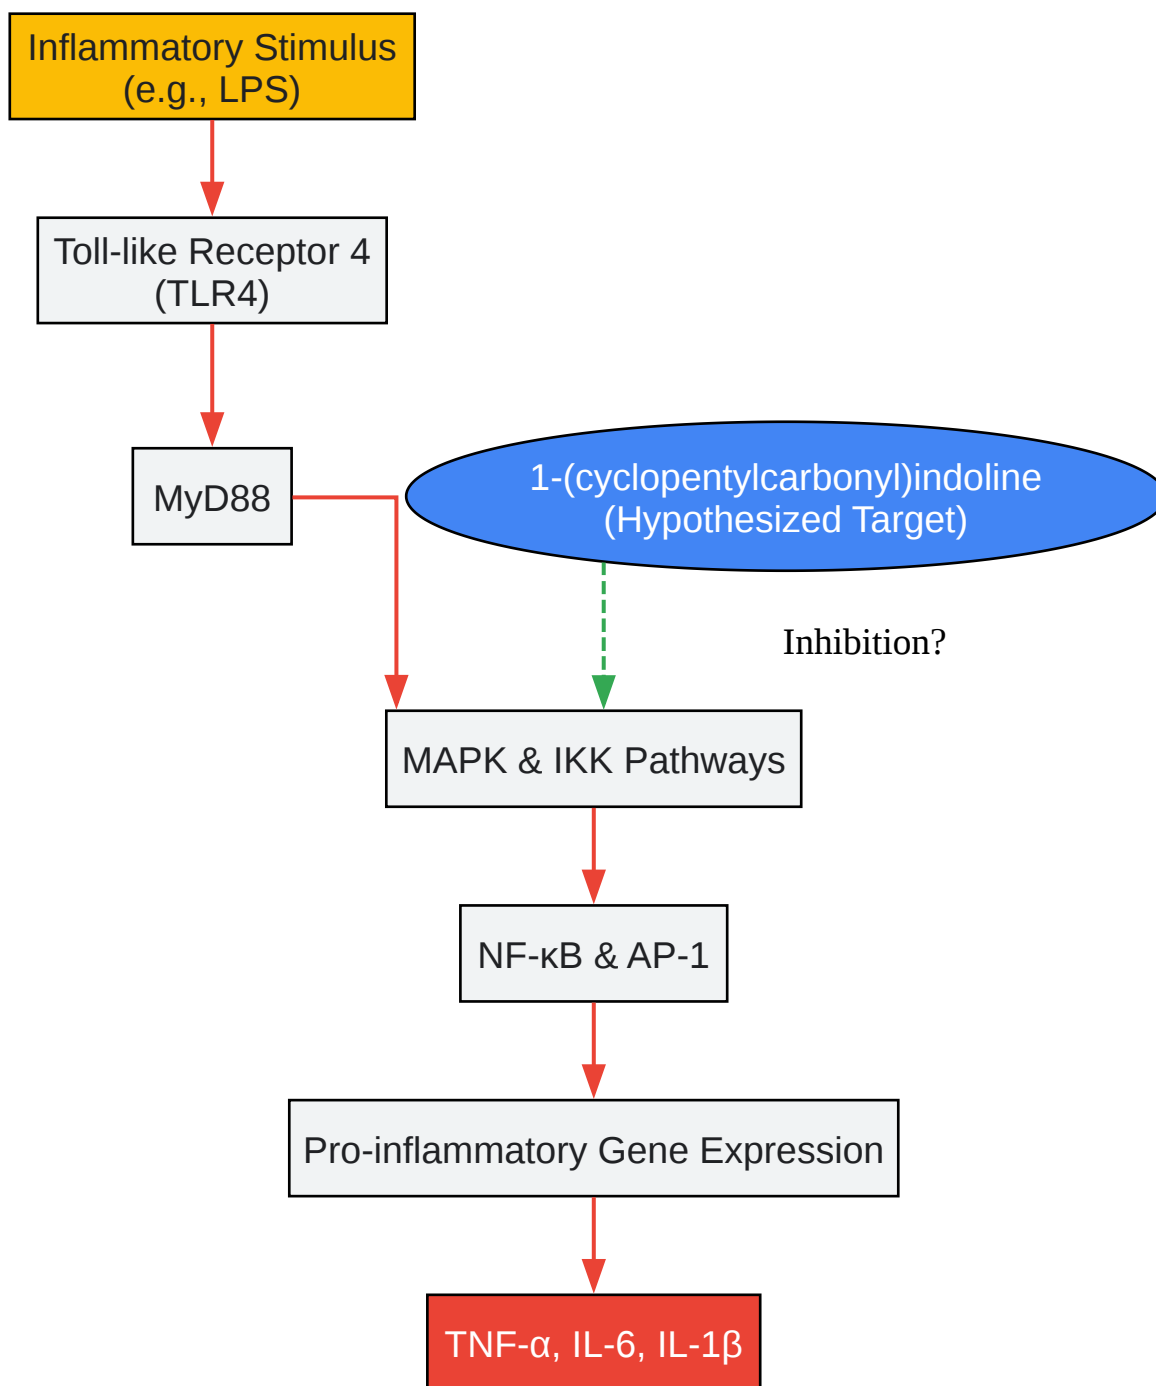 Inflammatory Stimulus
(e.g., LPS)
Toll-like Receptor 4
(TLR4)
MyD88
1-(cyclopentylcarbonyl)indoline
(Hypothesized Target)
Inhibition?
MAPK & IKK Pathways
NF-κB & AP-1
Pro-inflammatory Gene Expression
TNF-α, IL-6, IL-1β